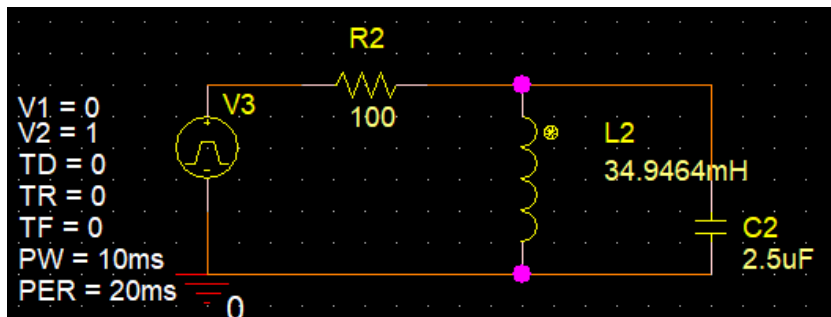 R2
100
V3
V1 = 0
V2 = 1
TD = 0
TR = 0
TF = 0
PW = 10ms
PER = 20ms
0
L2
34.9464mH
C2
2.5uF